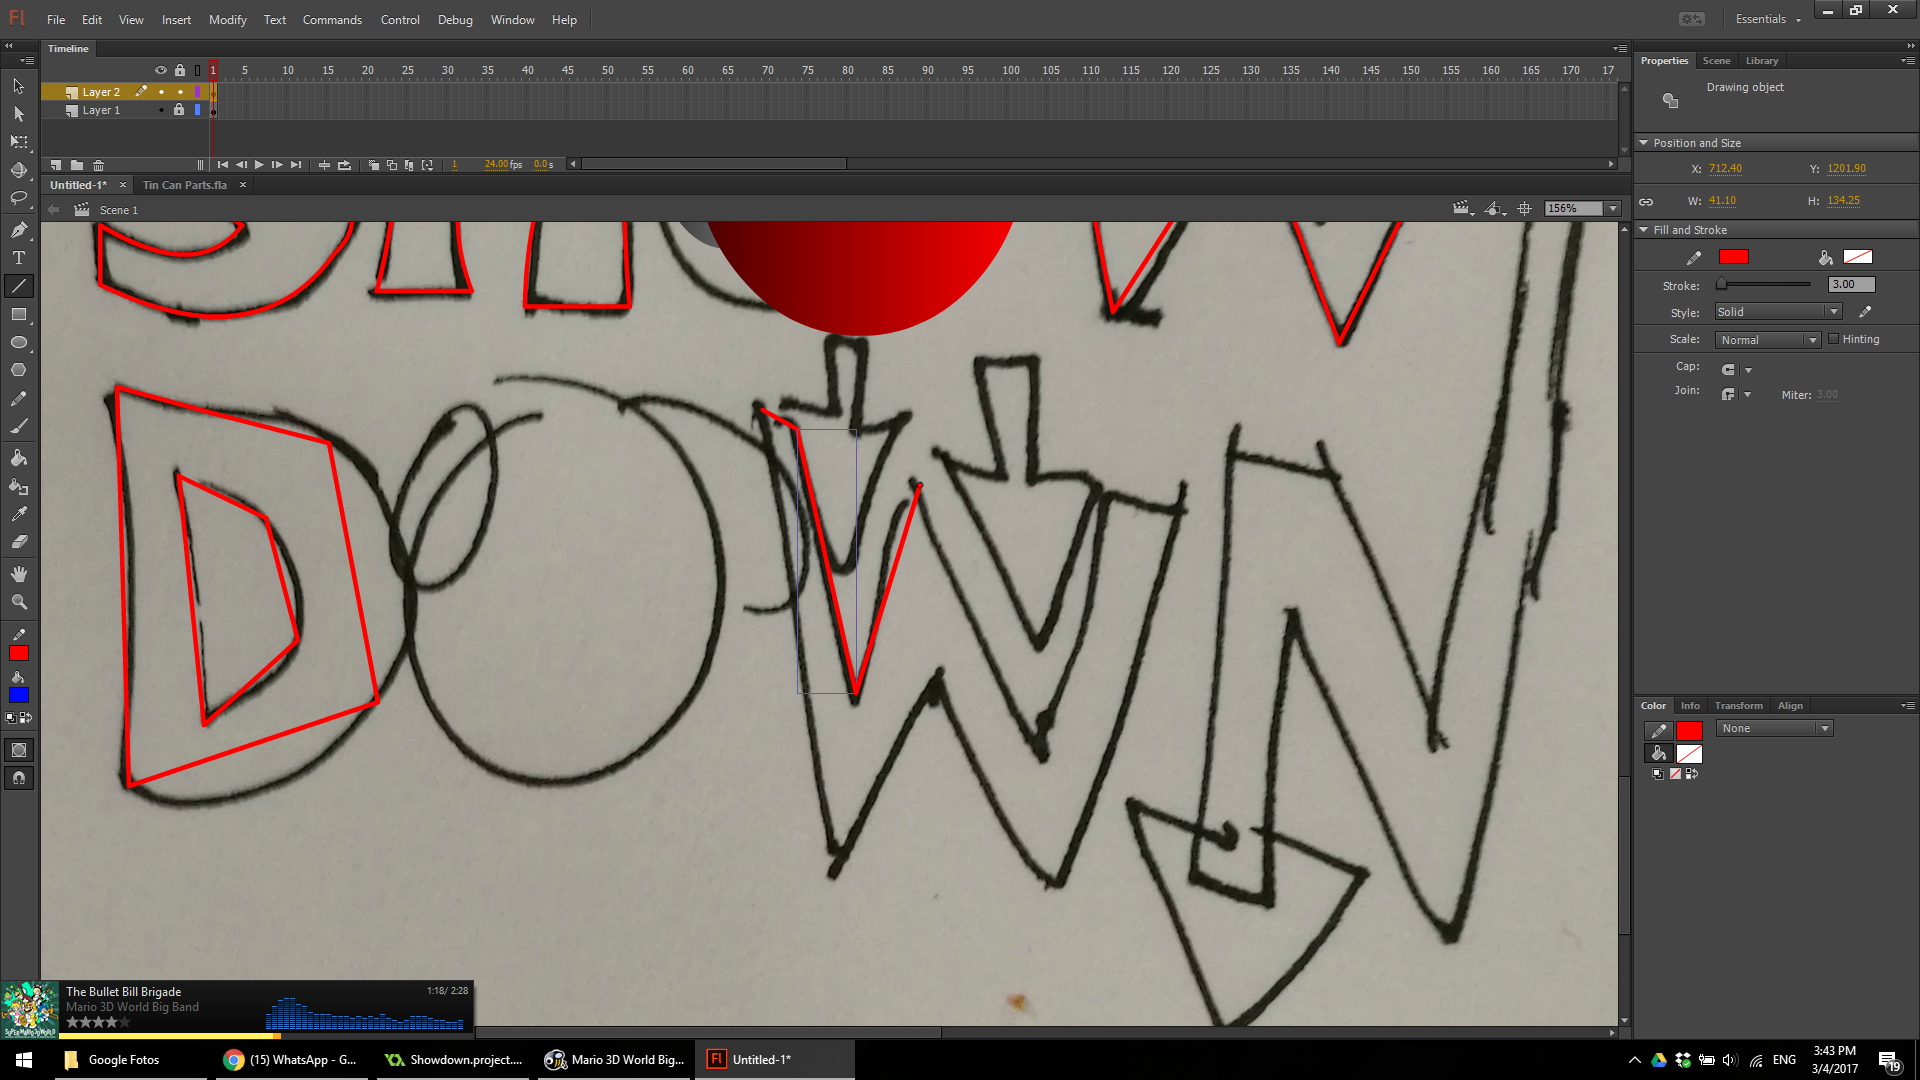 Fl File Edit View Insert Modify Text Commands Control Debug Window Help Essentials
Timeline
1 5 10 15 20 25 30 35 40 45 50 55 60 65 70 75 80 85 90 95 100 105 110 115 120 125 130 135 140 145 150 155 160 165 170 17
Layer 2
Layer 1
1 24.00 fps 0.0 s
Untitled-1* Tin Can Parts.fla
Scene 1 156%
Properties Scene Library
Drawing object
Position and Size
X: 712.40 Y: 1201.90
W: 41.10 H: 134.25
Fill and Stroke
Stroke: 3.00
Style: Solid
Scale: Normal Hinting
Cap:
Join: Miter: 3.00
Color Info Transform Align
None
DOWN
The Bullet Bill Brigade 1:18/ 2:28
Mario 3D World Big Band
Google Fotos (15) WhatsApp - G... Showdown.project.... Mario 3D World Big... Fl Untitled-1* ENG 3:43 PM
3/4/2017 19